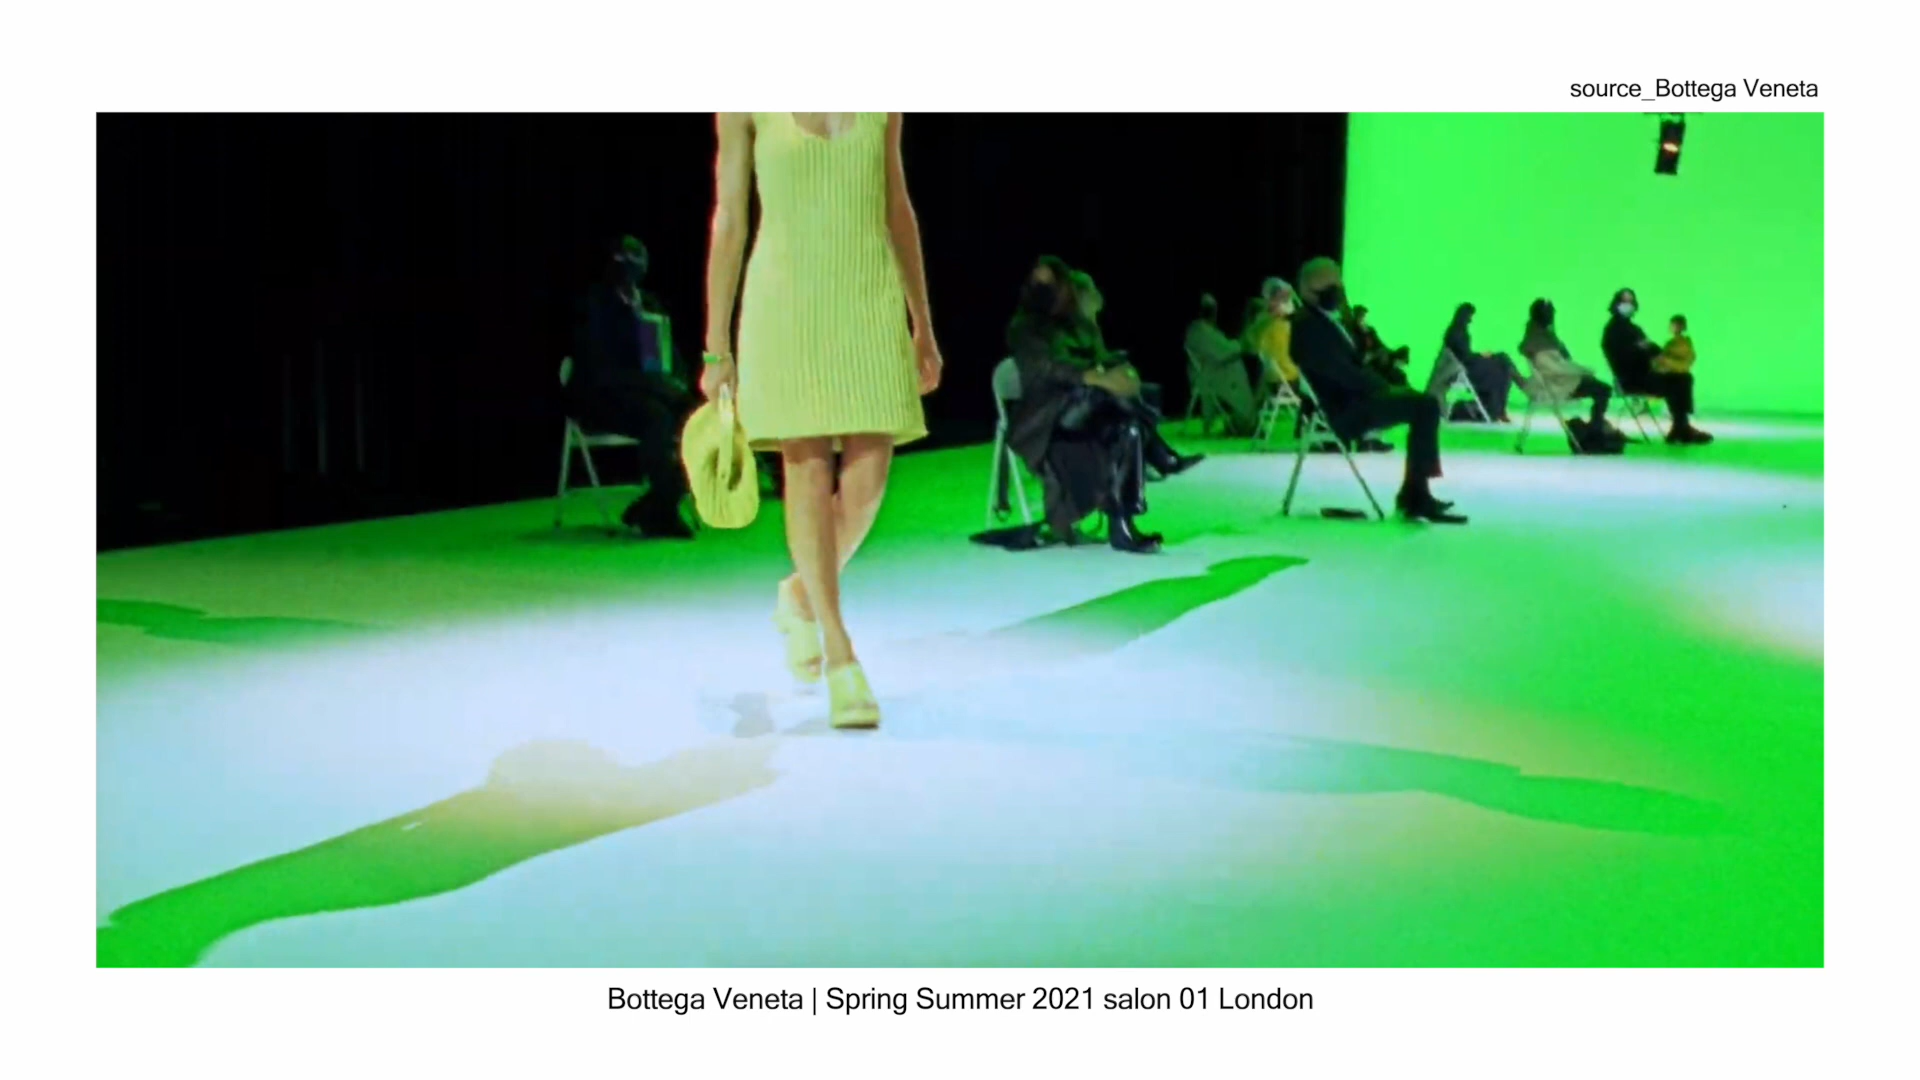 source_Bottega Veneta
Bottega Veneta | Spring Summer 2021 salon 01 London